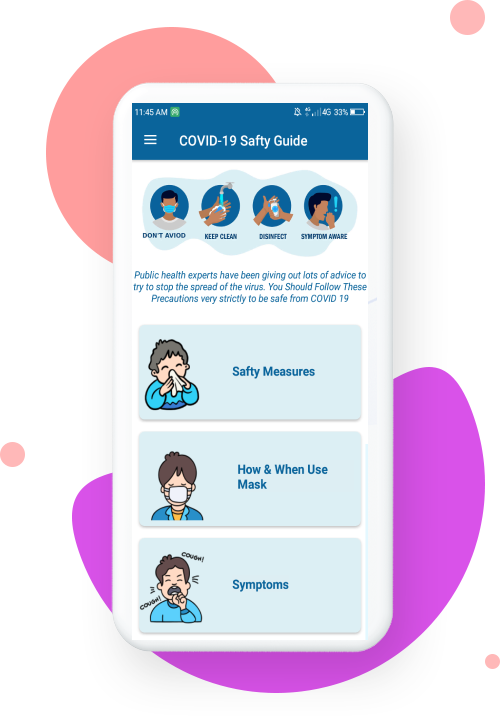 11:45 AM 4G 4G 33%
COVID-19 Safty Guide
DON'T AVIOD KEEP CLEAN DISINFECT SYMPTOM AWARE
Public health experts have been giving out lots of advice to
try to stop the spread of the virus. You Should Follow These
Precautions very strictly to be safe from COVID 19
Safty Measures
How & When Use
Mask
COUGH!
COUGH!
Symptoms